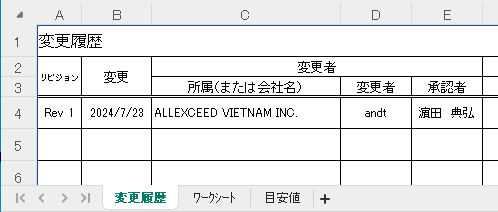 A B C D E
1 変更履歴
2 ﾘﾋﾞｼﾞｮﾝ 変更 変更者
3 所属(または会社名) 変更者 承認者
4 Rev 1 2024/7/23 ALLEXCEED VIETNAM INC. andt 濵田 典弘
5
6
変更履歴 ﾜｰｸｼｰﾄ 目安値 +